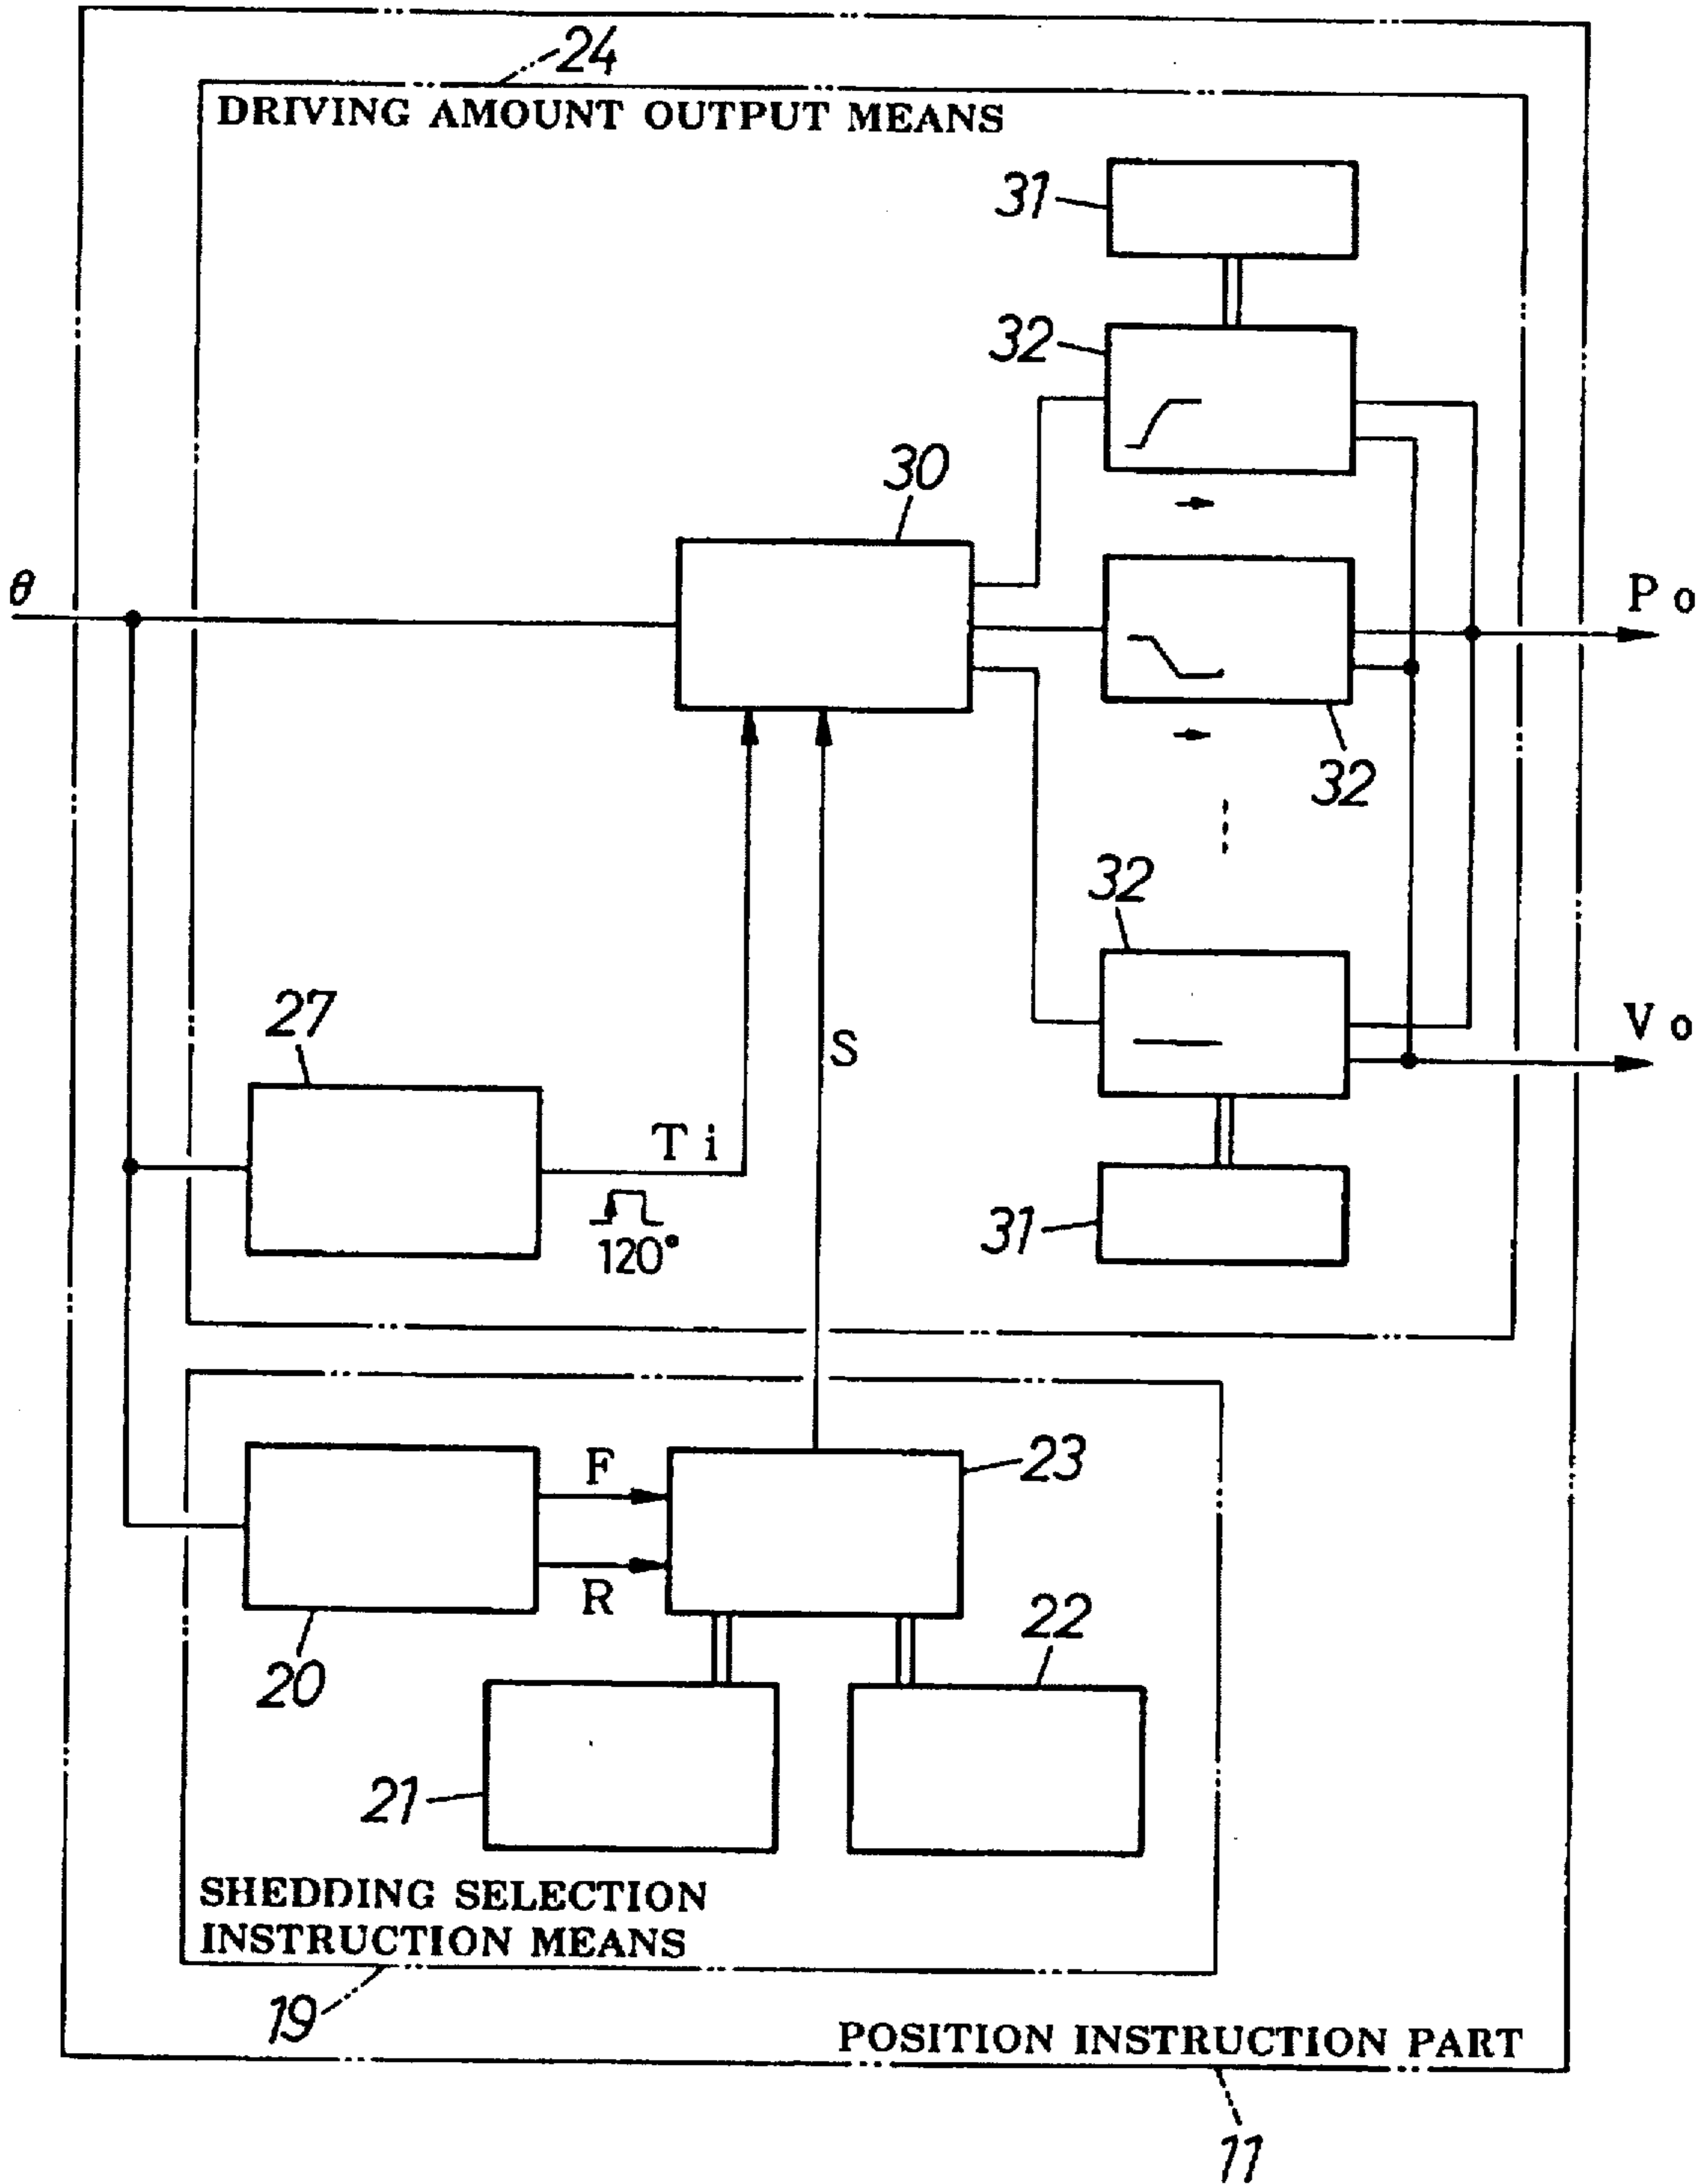 24
DRIVING AMOUNT OUTPUT MEANS
31
32
30
θ
Po
32
32
27
S
Vo
Ti
120°
31
F
23
R
22
20
21
SHEDDING SELECTION
INSTRUCTION MEANS
19
POSITION INSTRUCTION PART
11